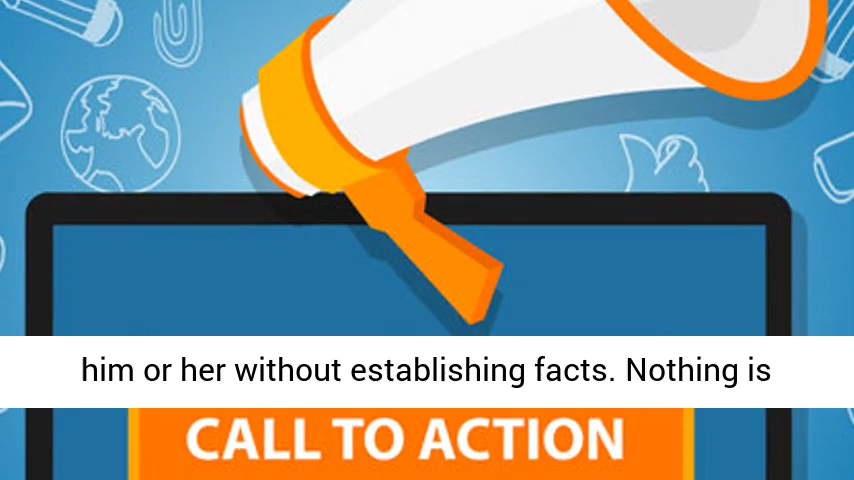 him or her without establishing facts. Nothing is
CALL TO ACTION